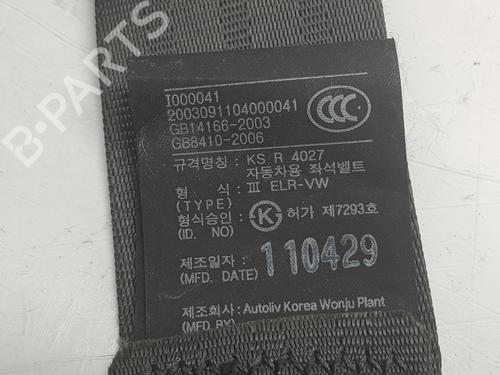 B-PARTS
I000041
2003091104000041
GB14166-2003
GB8410-2006
CCC
규격명칭 : KS R 4027
자동차용 좌석벨트
형 식 : III ELR-VW
(TYPE)
형식승인 : K 허가 제7293호
(ID. NO)
제조일자 : 110429
(MFD. DATE)
제조회사 : Autoliv Korea Wonju Plant
(MFD BY)